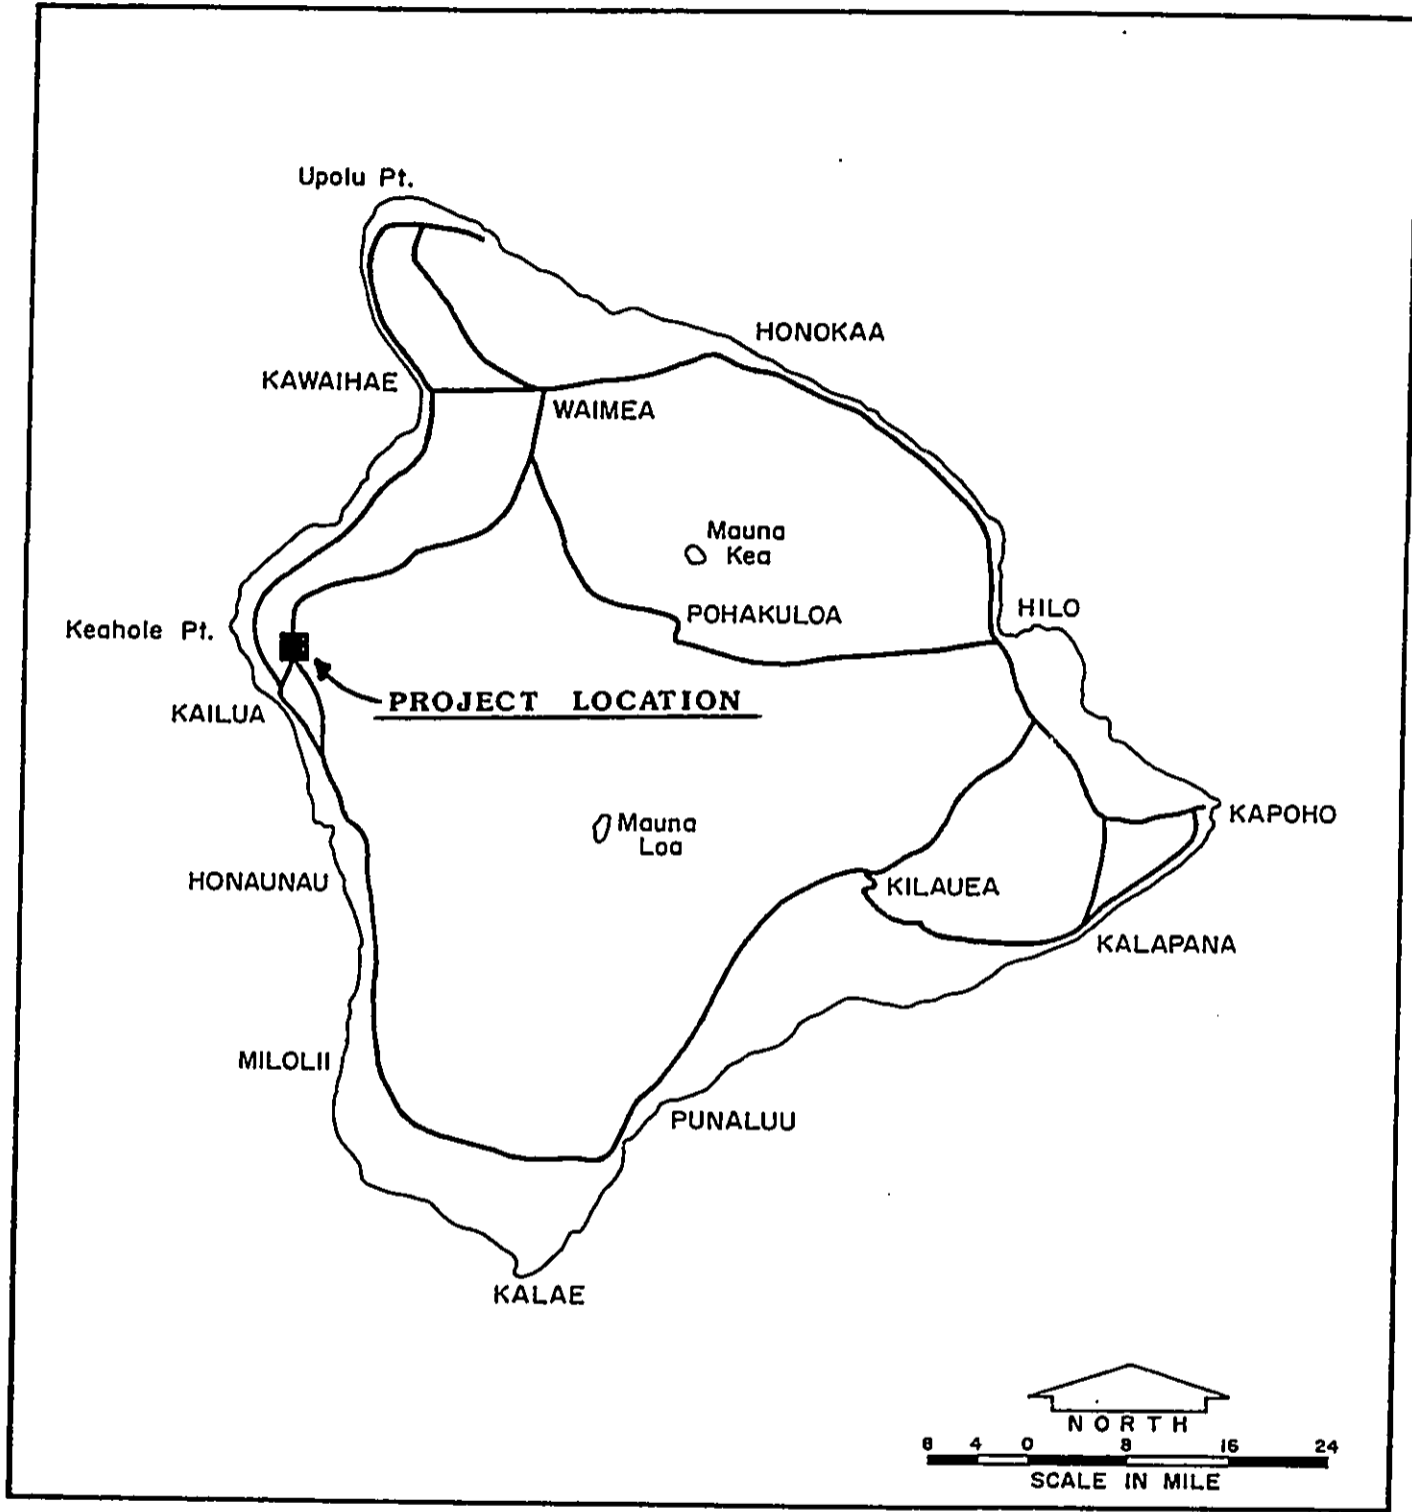 Upolu Pt.
HONOKAA
KAWAIHAE
WAIMEA
Mauna
Kea
POHAKULOA
HILO
Keahole Pt.
PROJECT LOCATION
KAILUA
Mauna
Loa
KAPOHO
HONAUNAU
KILAUEA
KALAPANA
MILOLII
PUNALUU
KALAE
NORTH
8 4 0 8 16 24
SCALE IN MILE